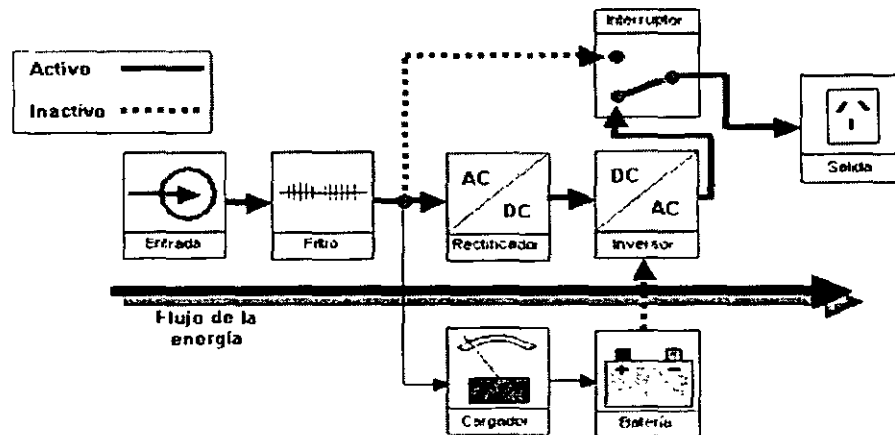 Interruptor
Activo
Inactivo
Salida
AC
DC
DC
AC
Entrada
Filtro
Rectificador
Inversor
Flujo de la
energía
+
-
Cargador
Batería